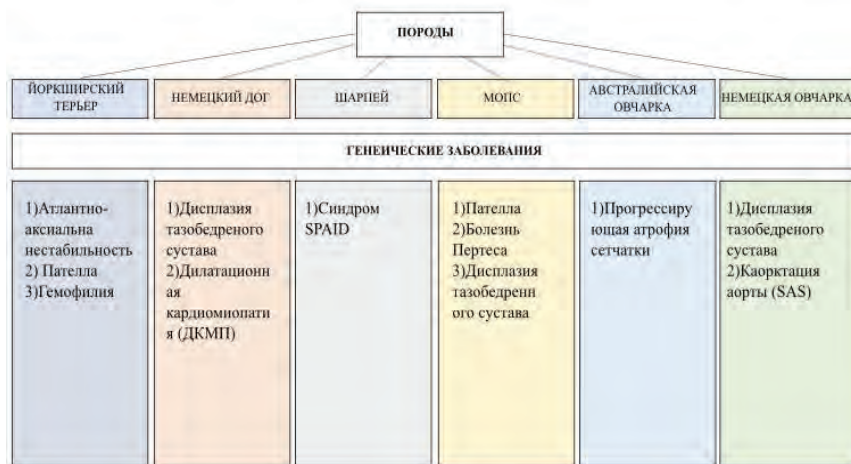 ПОРОДЫ
ЙОРКШИРСКИЙ
ТЕРЬЕР
НЕМЕЦКИЙ ДОГ
ШАРПЕЙ
МОПС
АВСТРАЛИЙСКАЯ
ОВЧАРКА
НЕМЕЦКАЯ ОВЧАРКА
ГЕНЕИЧЕСКИЕ ЗАБОЛЕВАНИЯ
1)Атлантно-
аксиальна
нестабильность
2) Пателла
3)Гемофилия
1)Дисплазия
тазобедреного
сустава
2)Дилатационн
ая
кардиомиопати
я (ДКМП)
1)Синдром
SPAID
1)Пателла
2)Болезнь
Пертеса
3)Дисплазия
тазобедренн
ого сустава
1)Прогрессиру
ющая атрофия
сетчатки
1)Дисплазия
тазобедреного
сустава
2)Каорктация
аорты (SAS)